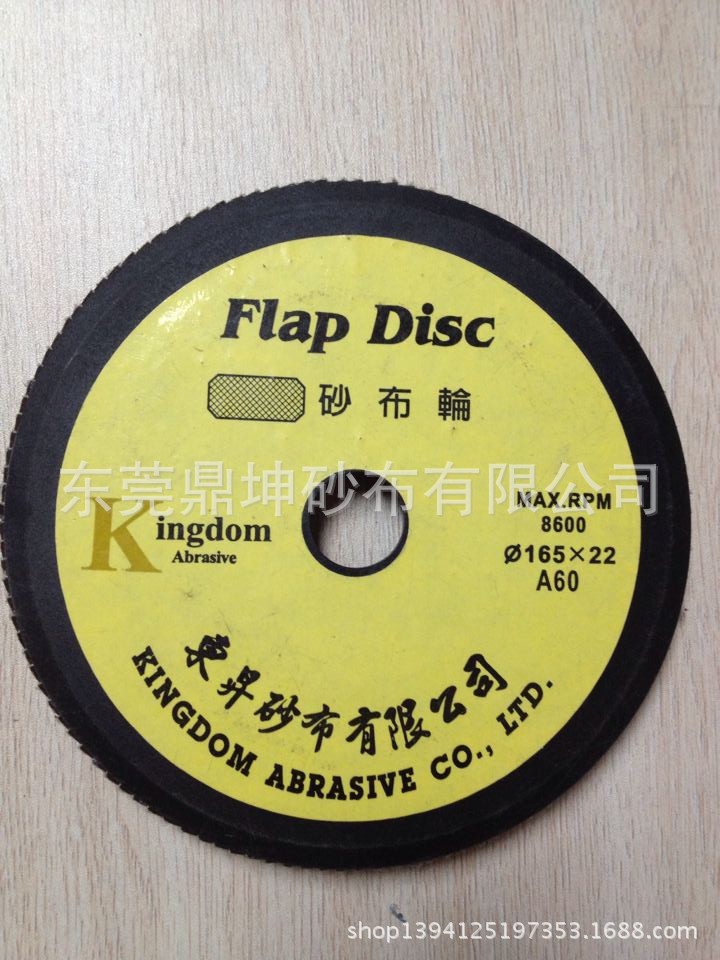 Flap Disc
砂布輪
东莞鼎坤砂布有限公司
Kingdom
Abrasive
MAX.RPM
8600
Ø165×22
A60
東昇砂布有限公司
KINGDOM ABRASIVE CO., LTD.
shop1394125197353.1688.com